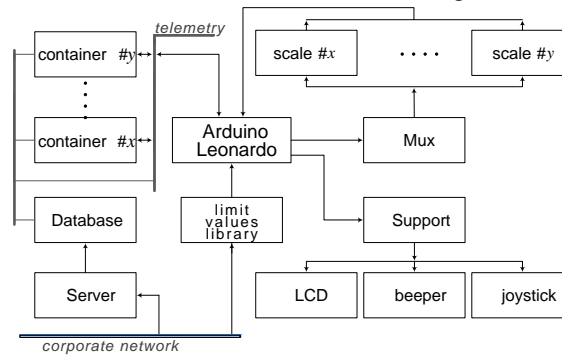 telemetry
container #y
scale #x
. . . .
scale #y
container #x
Arduino
Leonardo
Mux
Database
limit
values
library
Support
Server
LCD
beeper
joystick
corporate network